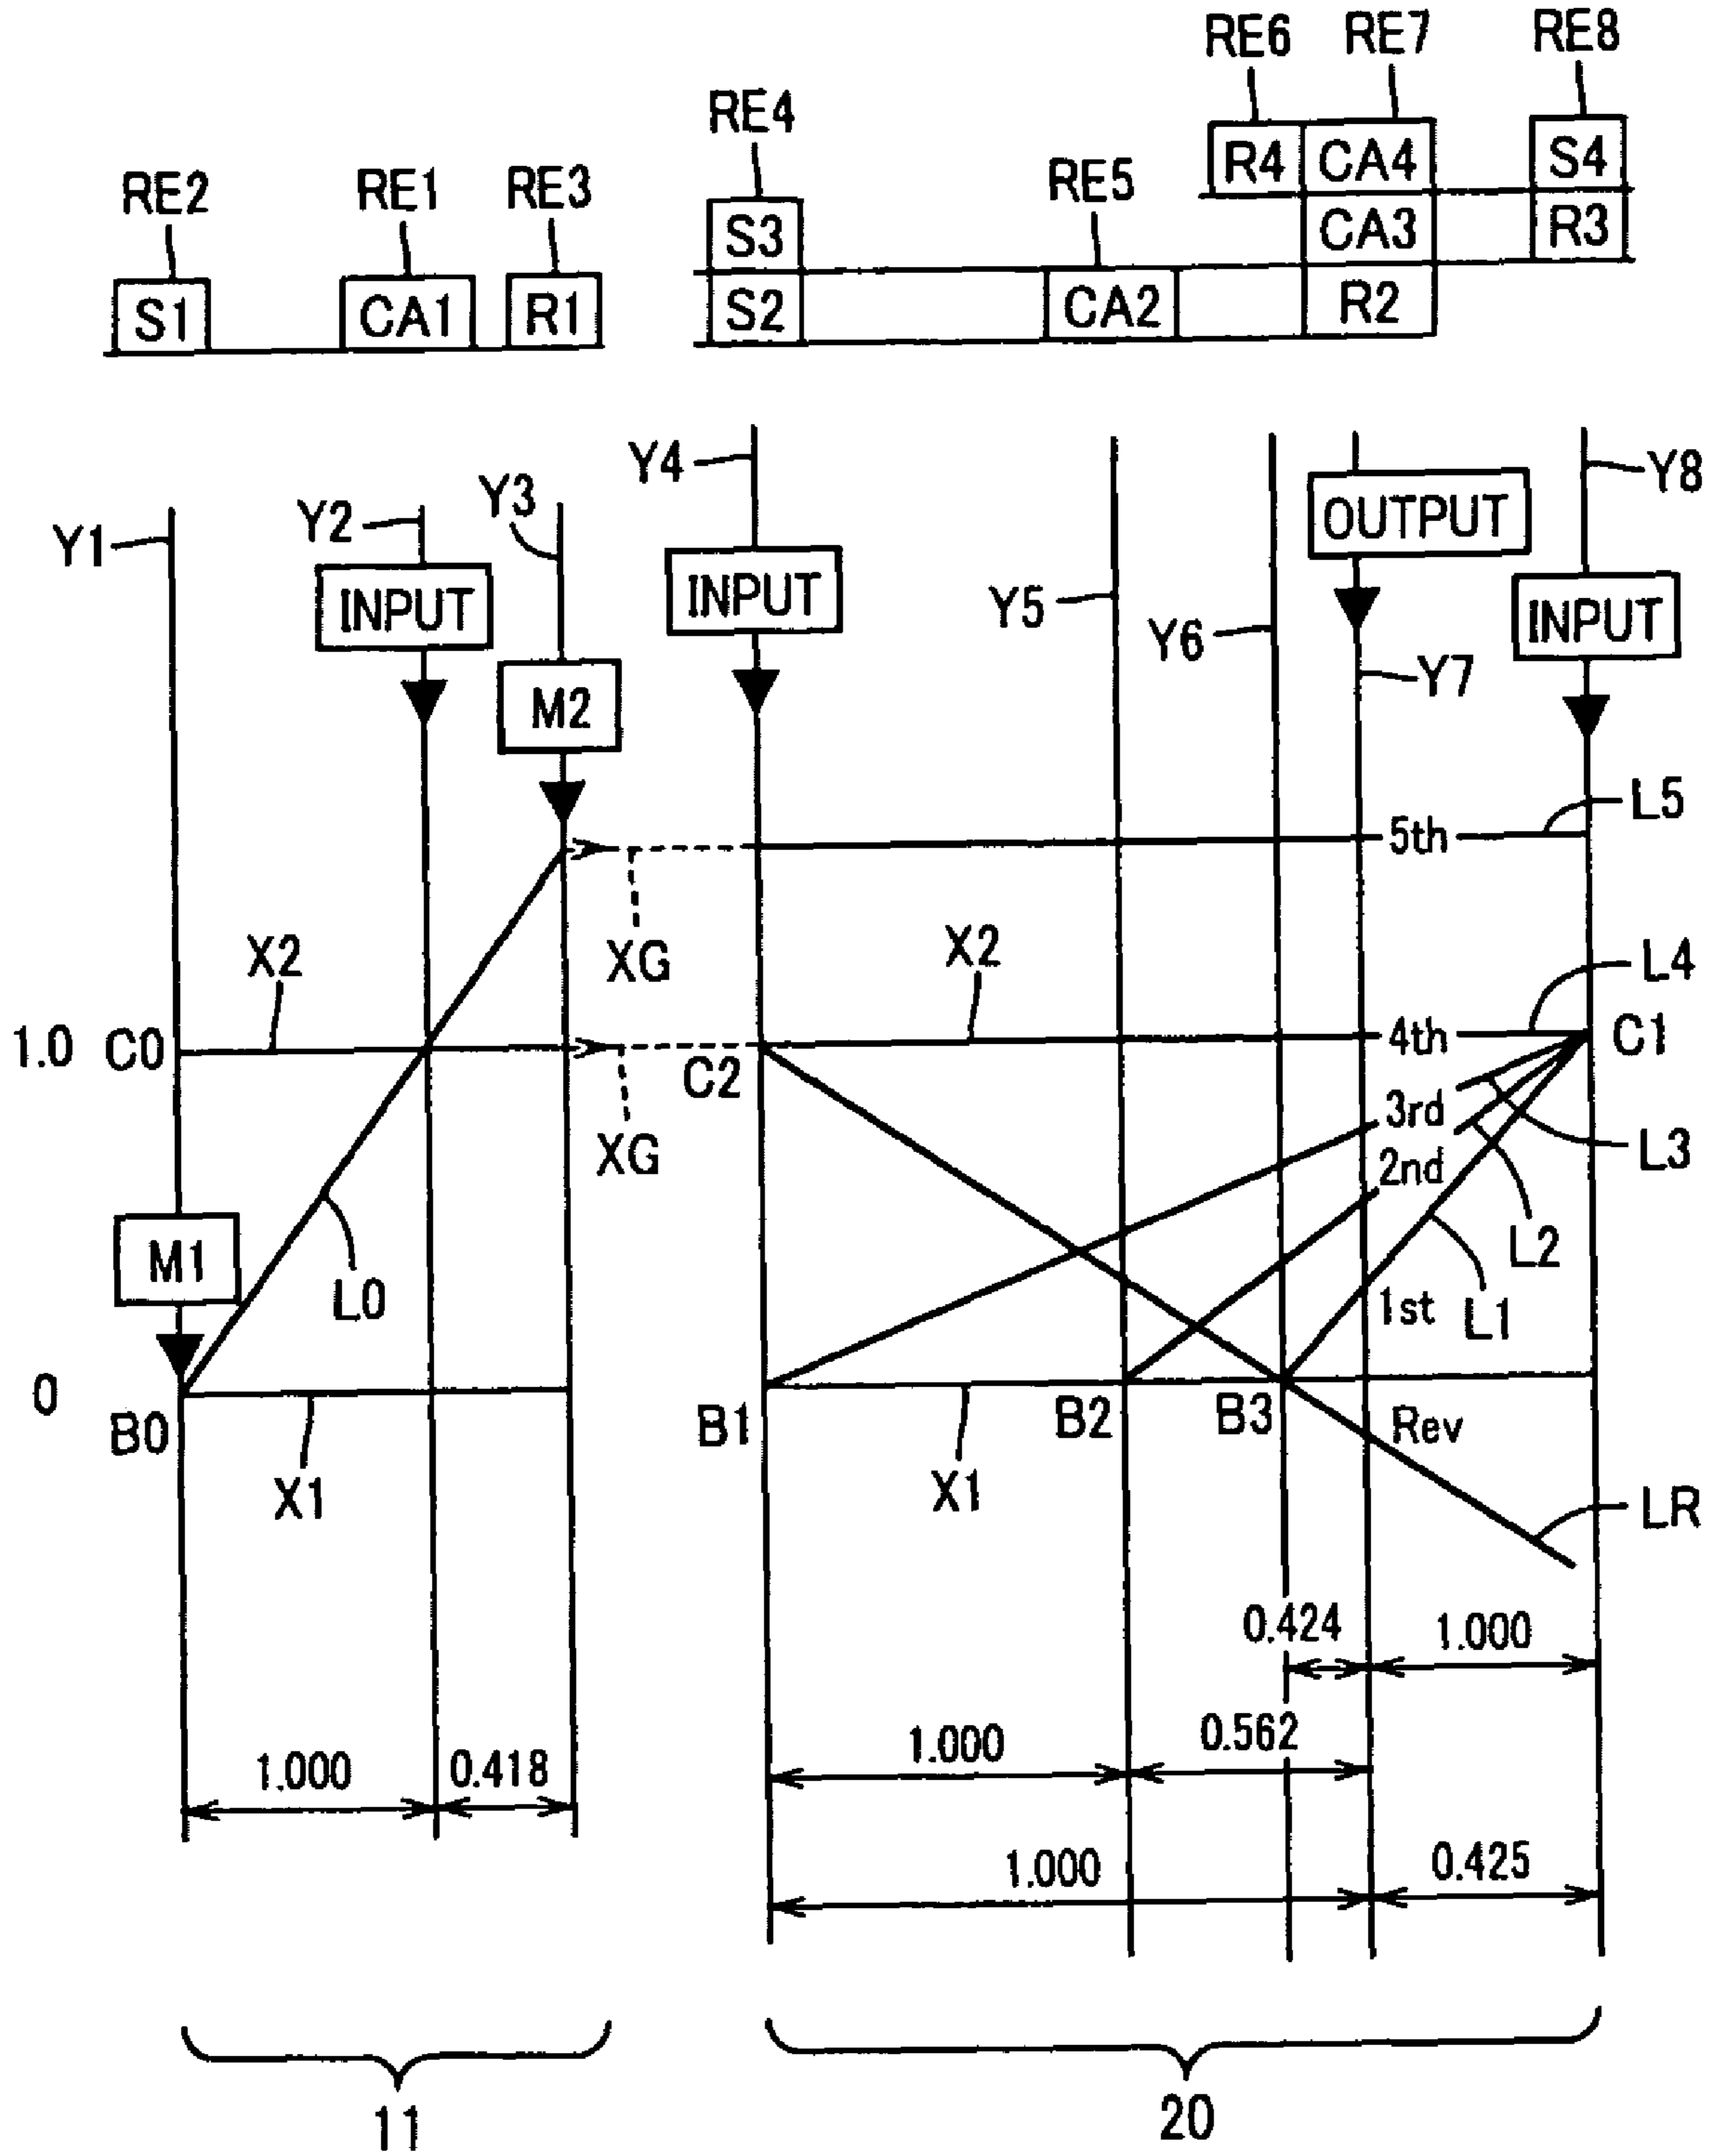 RE6 RE7 RE8
RE4
RE2 RE1 RE3 RE5
R4 CA4 S4
S3 CA3 R3
S1 CA1 R1 S2 CA2 R2
Y1 Y2 Y3 Y4 Y5 Y6 Y7 Y8
INPUT INPUT OUTPUT INPUT
M2
5th L5
XG
X2 X2 L4
1.0 C0 C2 4th C1
XG 3rd L3
2nd L2
M1 L0 1st L1
0 B0 B1 B2 B3 Rev
X1 X1 LR
0.424 1.000
1.000 0.562
1.000 0.418
1.000 0.425
11 20